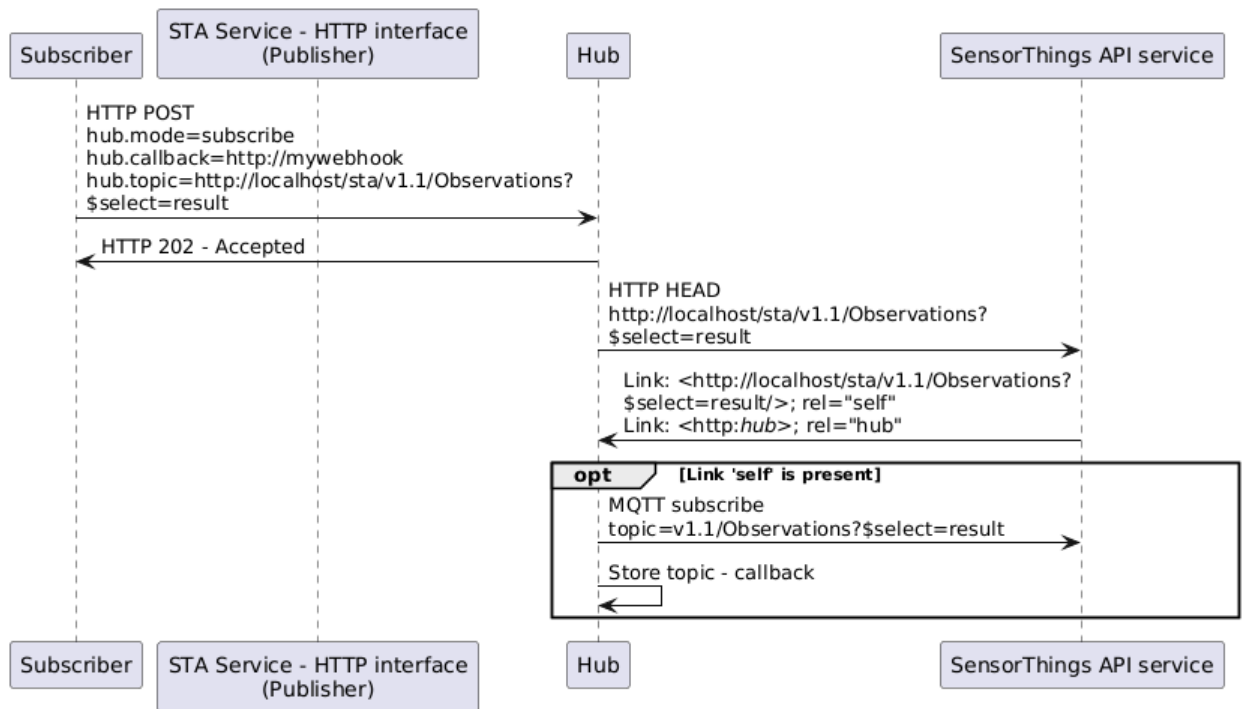 STA Service - HTTP interface
(Publisher)
Subscriber
Hub
SensorThings API service
HTTP POST
hub.mode=subscribe
hub.callback=http://mywebhook
hub.topic=http://localhost/sta/v1.1/Observations?
$select=result
HTTP 202 - Accepted
HTTP HEAD
http://localhost/sta/v1.1/Observations?
$select=result
Link: <http://localhost/sta/v1.1/Observations?
$select=result/>; rel="self"
Link: <http:hub>; rel="hub"
opt
[Link 'self' is present]
MQTT subscribe
topic=v1.1/Observations?$select=result
Store topic - callback
Subscriber
STA Service - HTTP interface
(Publisher)
Hub
SensorThings API service